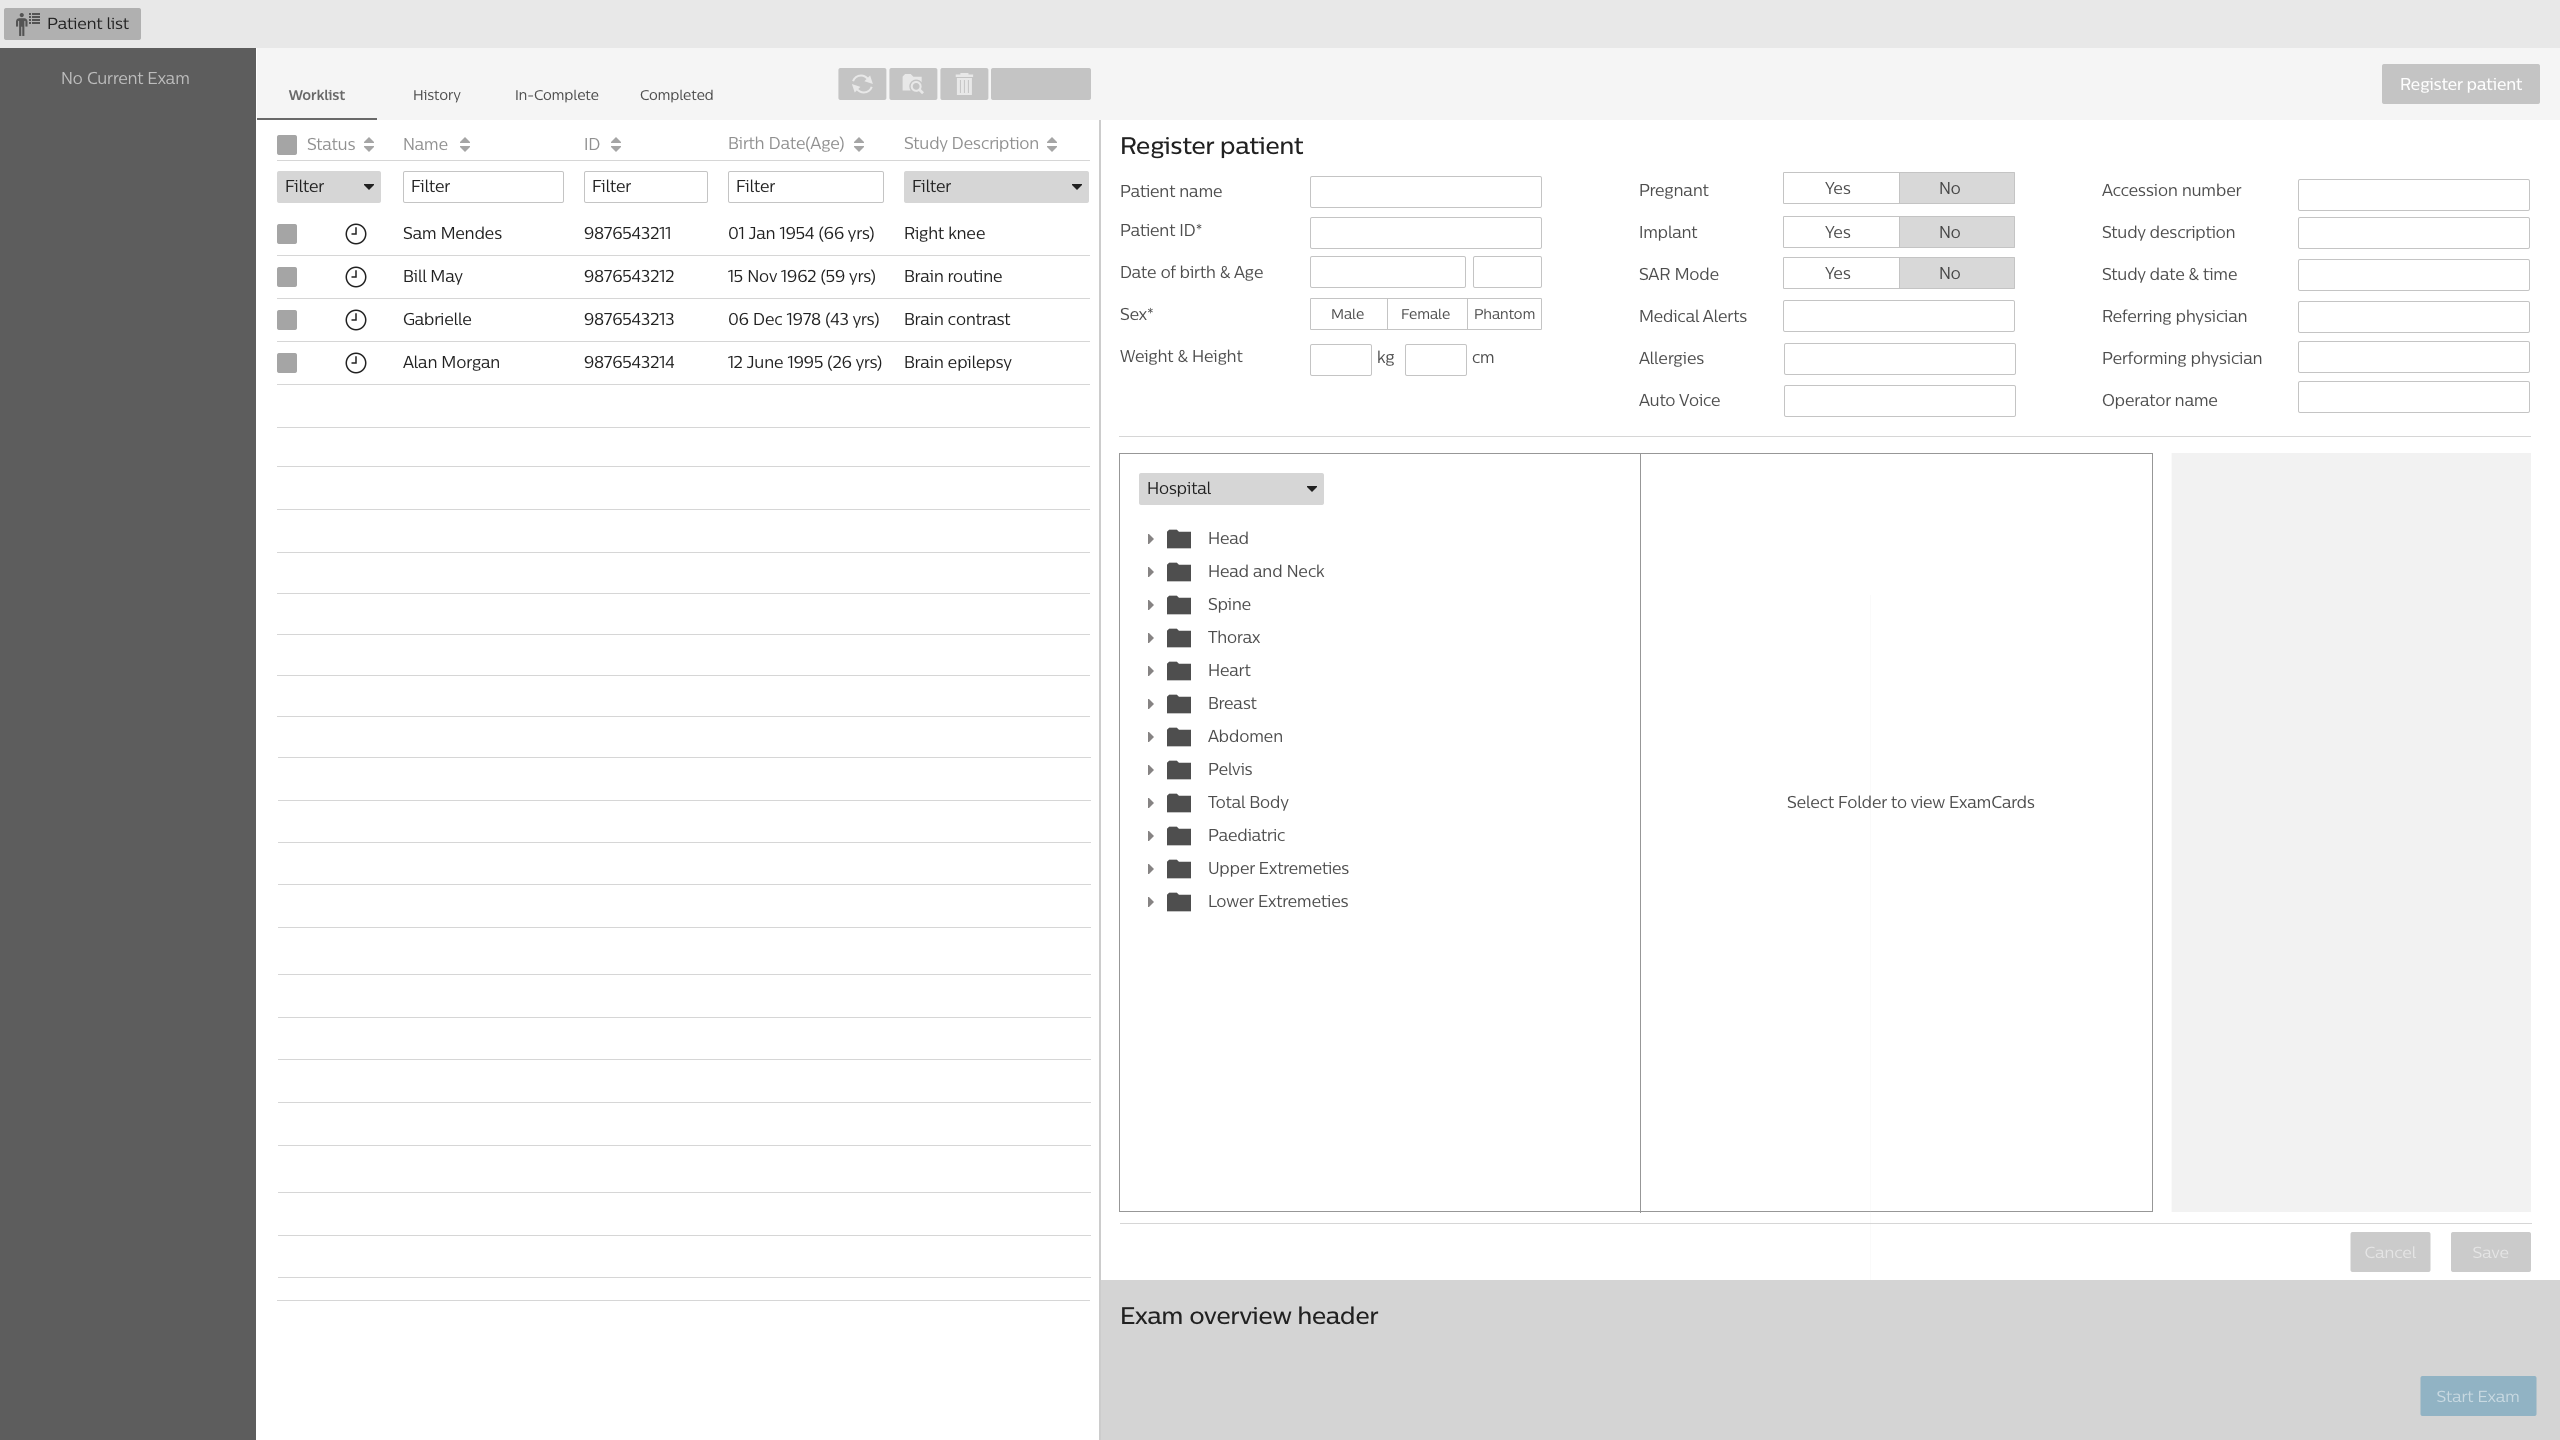 Patient list
No Current Exam
Worklist
History
In-Complete
Completed
Register patient
Status
Name
ID
Birth Date(Age)
Study Description
Filter
Filter
Filter
Filter
Filter
Sam Mendes 9876543211 01 Jan 1954 (66 yrs) Right knee
Bill May 9876543212 15 Nov 1962 (59 yrs) Brain routine
Gabrielle 9876543213 06 Dec 1978 (43 yrs) Brain contrast
Alan Morgan 9876543214 12 June 1995 (26 yrs) Brain epilepsy
Register patient
Patient name
Patient ID*
Date of birth & Age
Sex* Male Female Phantom
Weight & Height kg cm
Pregnant Yes No
Implant Yes No
SAR Mode Yes No
Medical Alerts
Allergies
Auto Voice
Accession number
Study description
Study date & time
Referring physician
Performing physician
Operator name
Hospital
Head
Head and Neck
Spine
Thorax
Heart
Breast
Abdomen
Pelvis
Total Body
Paediatric
Upper Extremeties
Lower Extremeties
Select Folder to view ExamCards
Cancel
Save
Exam overview header
Start Exam